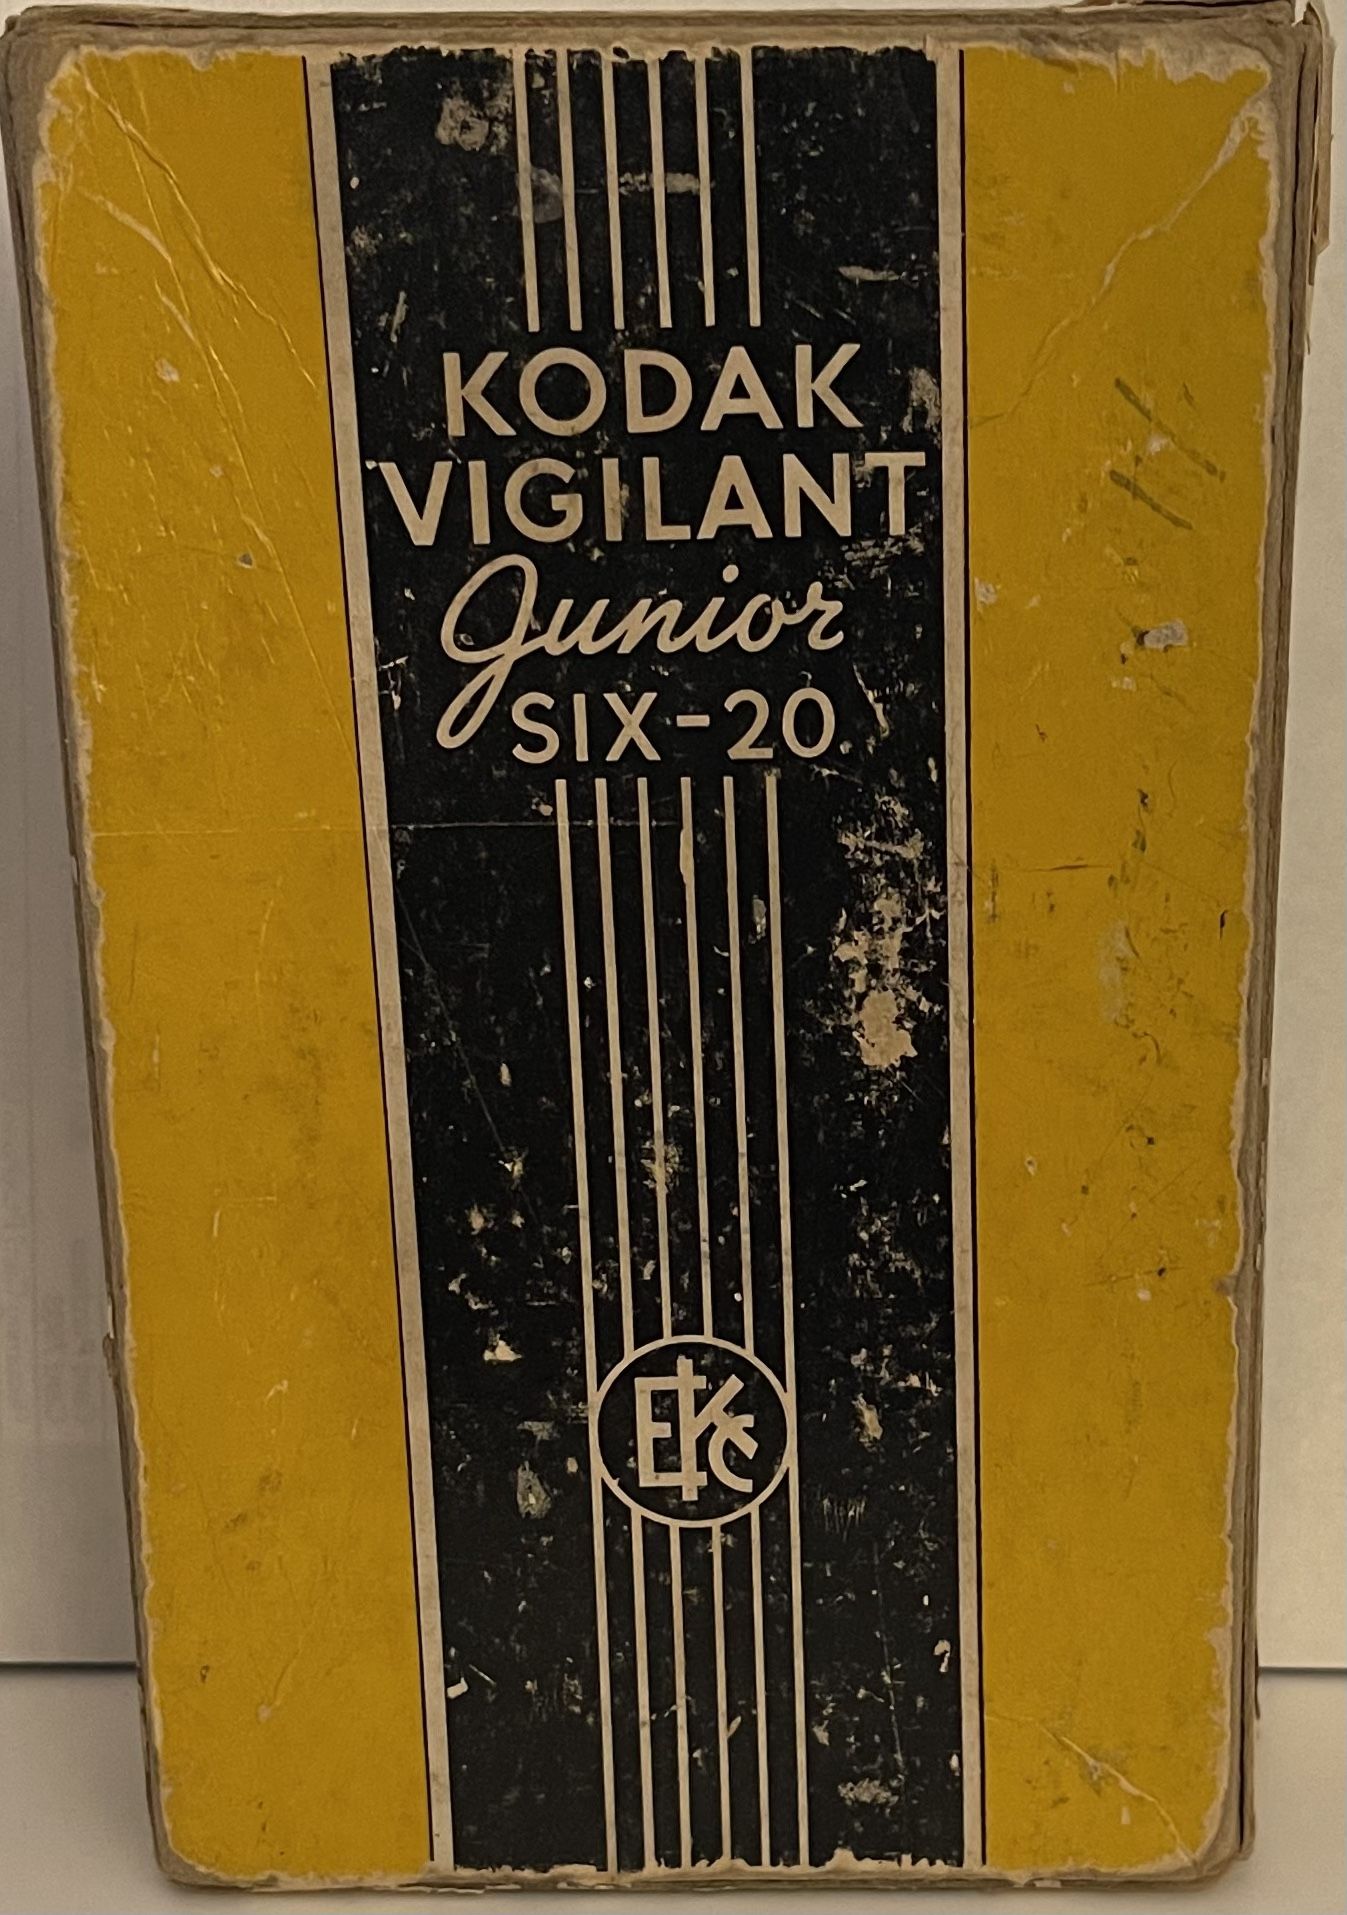 KODAK
VIGILANT
Junior
SIX-20
EKC